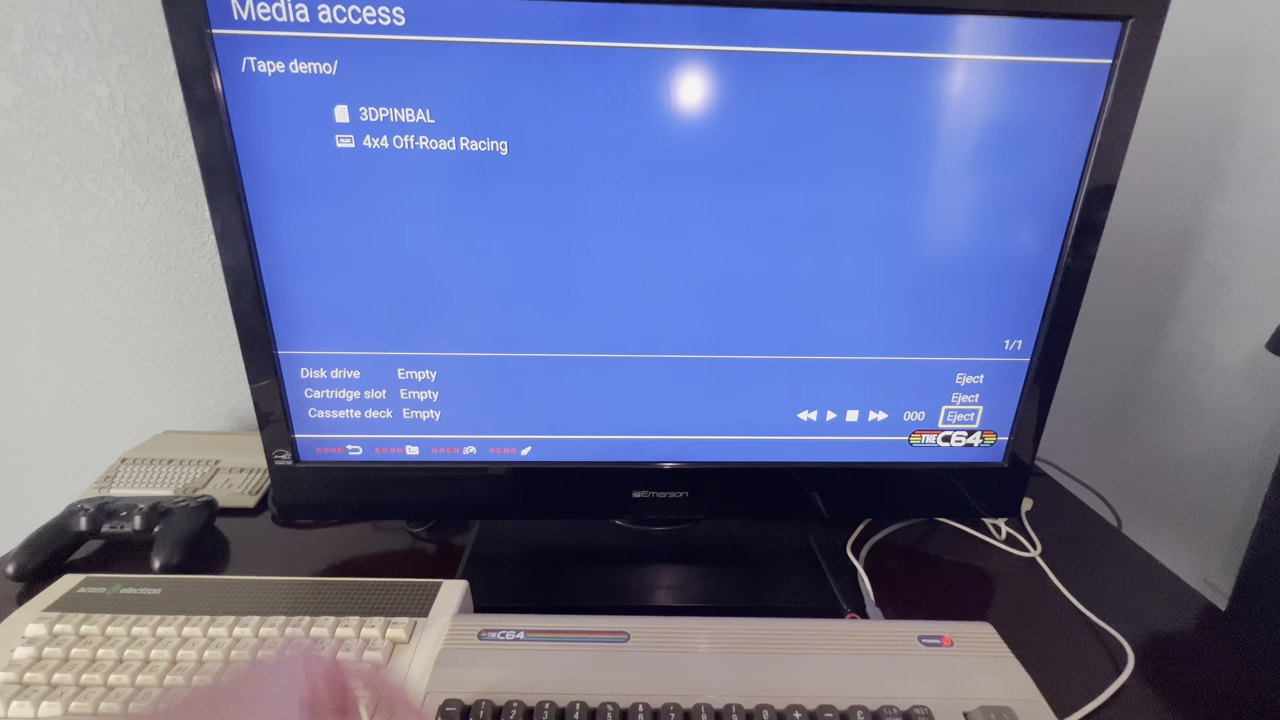 Media access
/Tape demo/
3DPINBAL
4x4 Off-Road Racing
1/1
Disk drive Empty Eject
Cartridge slot Empty Eject
Cassette deck Empty 000 Eject
THEC64
Emerson
acorn electron
THEC64
POWER